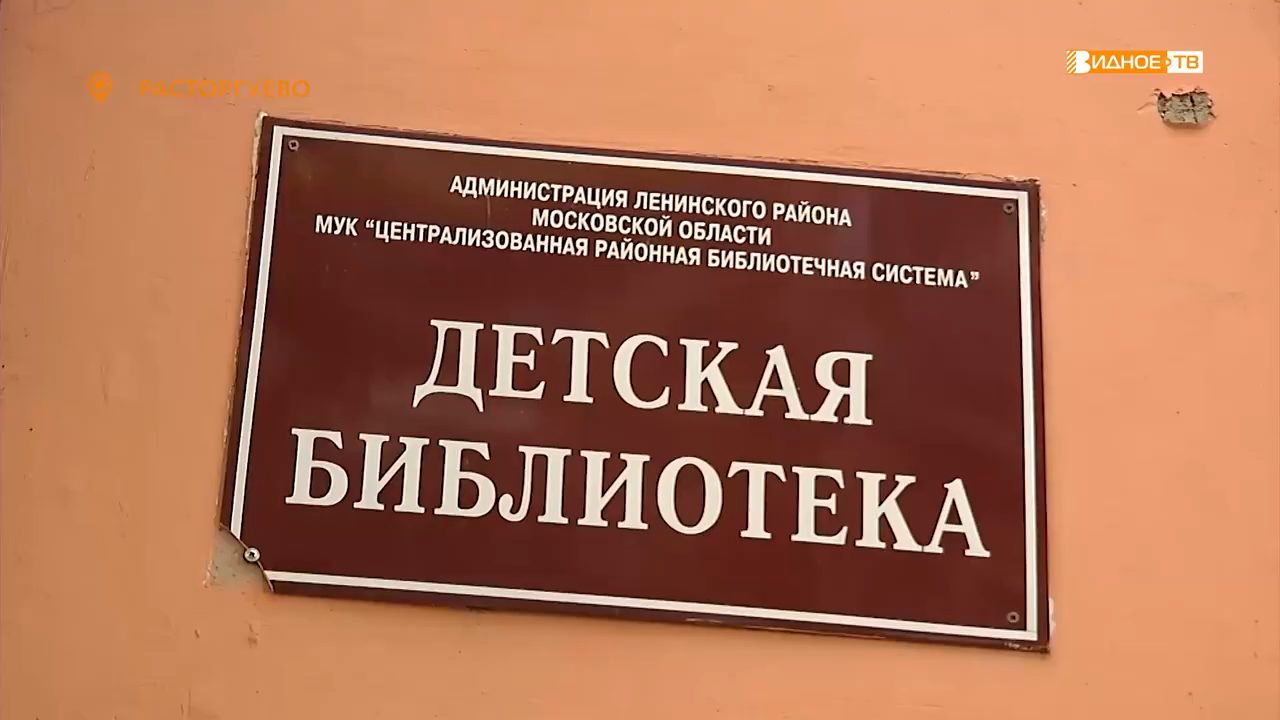 РАСТОРГУЕВО
ВИДНОЕ ТВ
АДМИНИСТРАЦИЯ ЛЕНИНСКОГО РАЙОНА
МОСКОВСКОЙ ОБЛАСТИ
МУК “ЦЕНТРАЛИЗОВАННАЯ РАЙОННАЯ БИБЛИОТЕЧНАЯ СИСТЕМА”
ДЕТСКАЯ
БИБЛИОТЕКА